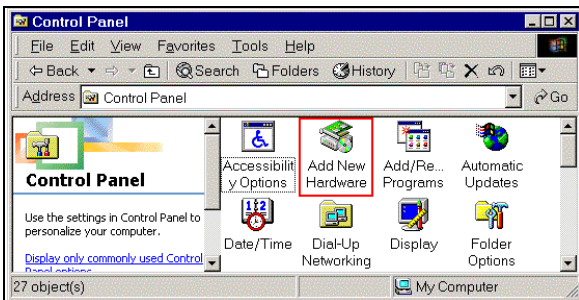 Control Panel
File Edit View Favorites Tools Help
Back Search Folders History
Address Control Panel Go
Control Panel
Use the settings in Control Panel to
personalize your computer.
Display only commonly used Control
Panel options
Accessibilit
y Options
Add New
Hardware
Add/Re...
Programs
Automatic
Updates
Date/Time
Dial-Up
Networking
Display
Folder
Options
27 object(s) My Computer